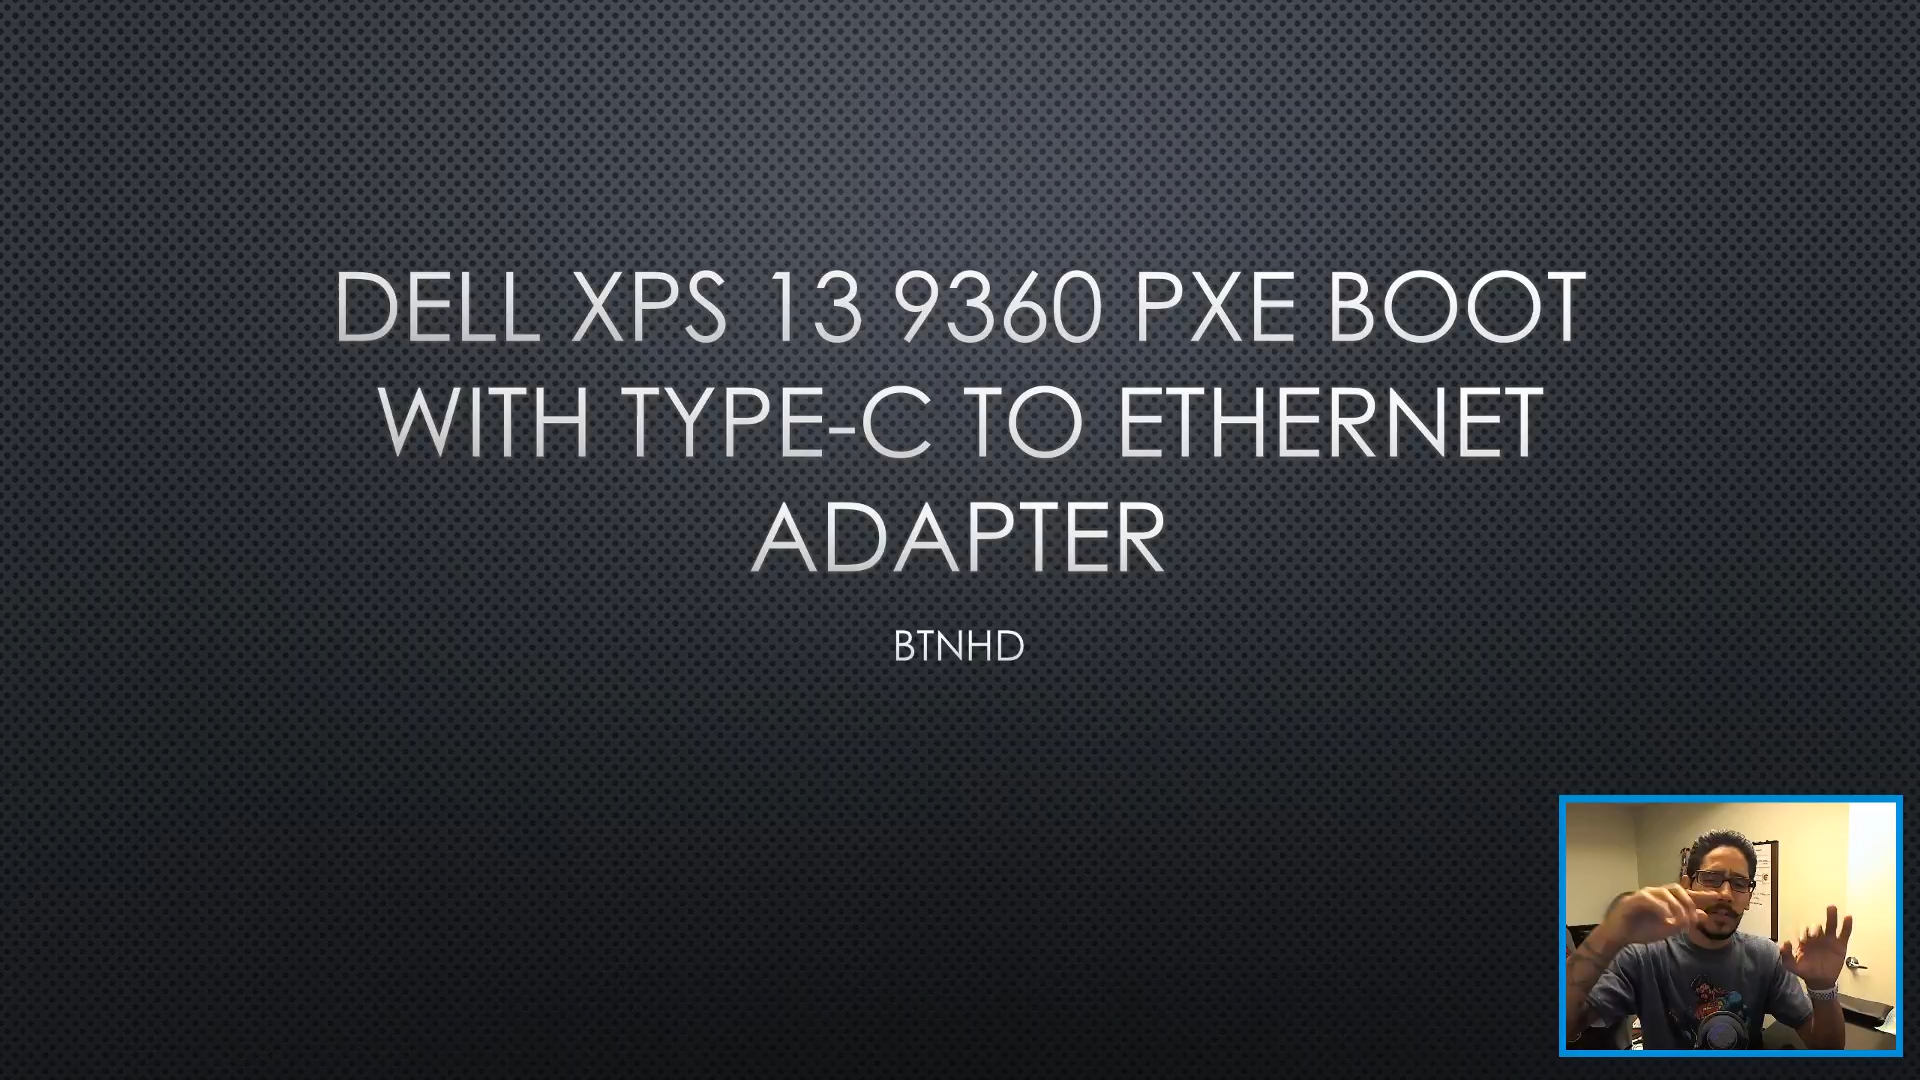 DELL XPS 13 9360 PXE BOOT
WITH TYPE-C TO ETHERNET
ADAPTER
BTNHD